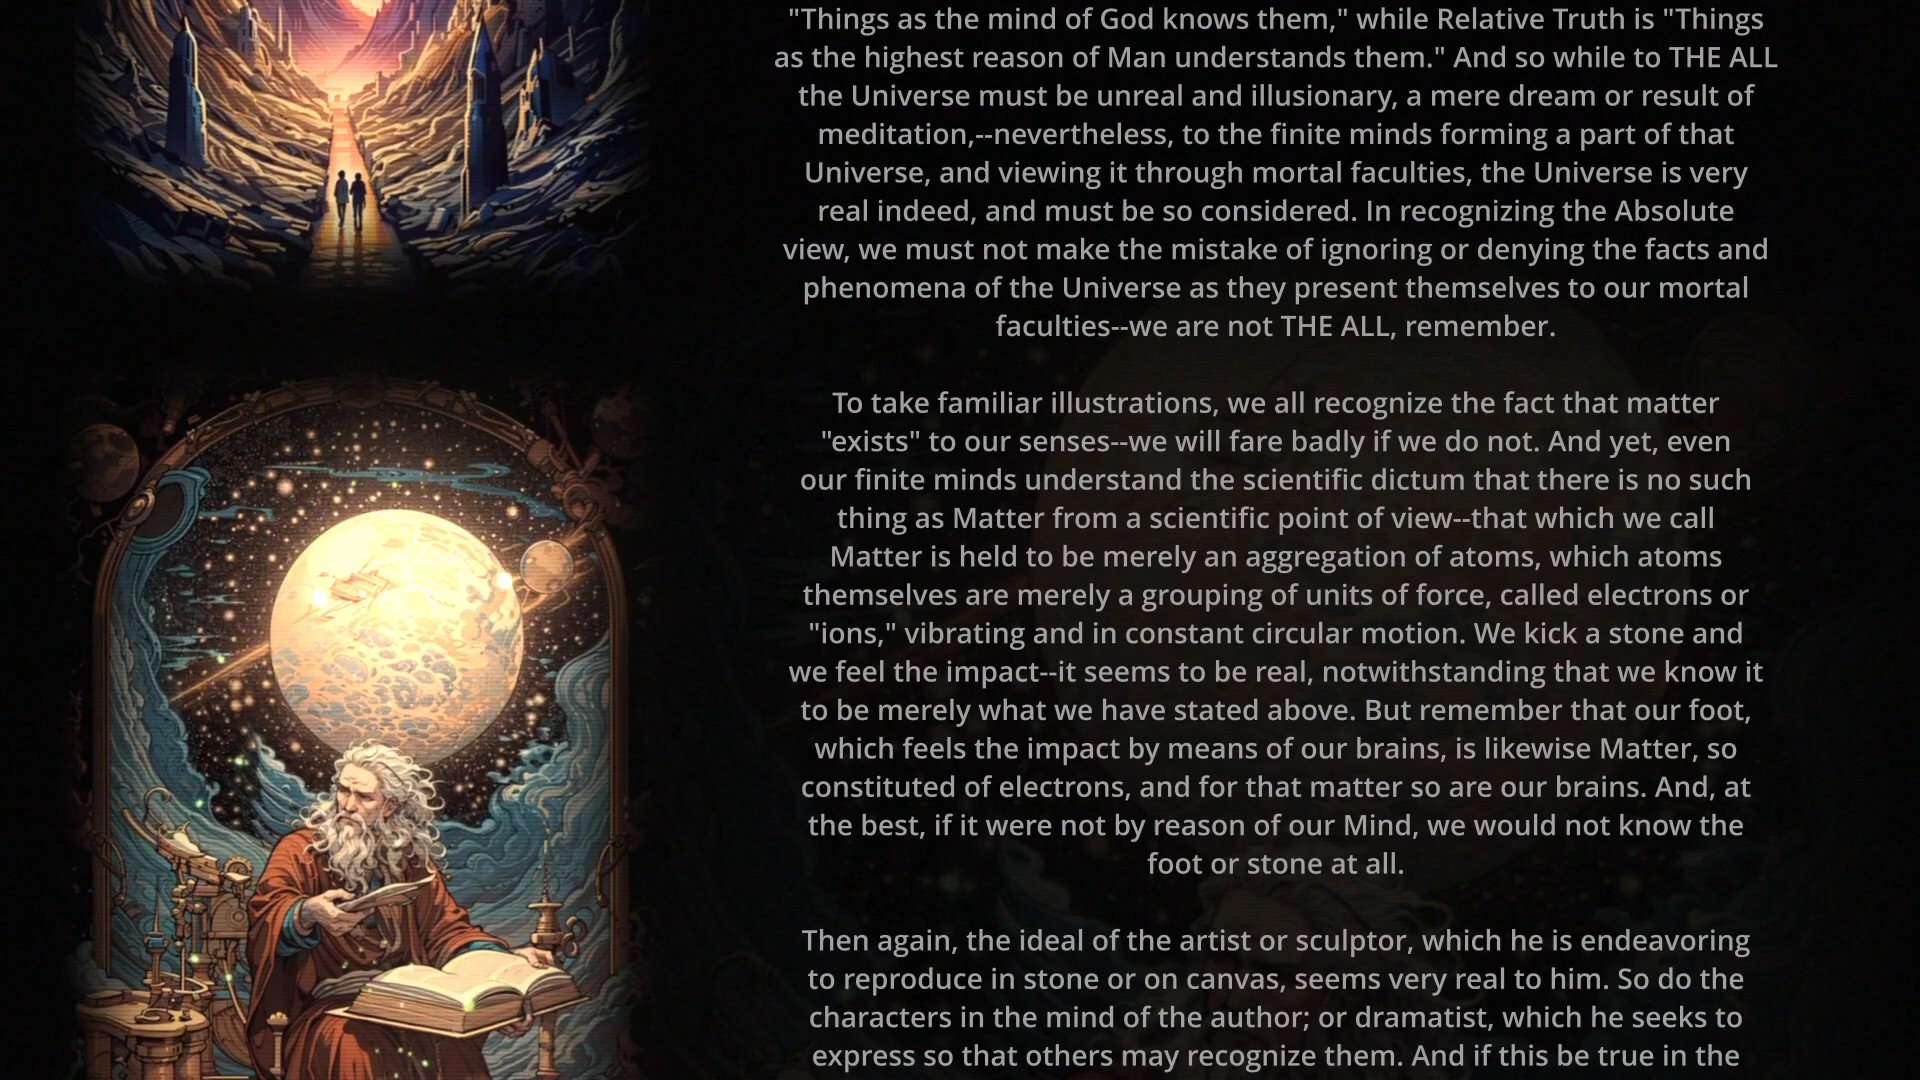 "Things as the mind of God knows them," while Relative Truth is "Things
as the highest reason of Man understands them." And so while to THE ALL
the Universe must be unreal and illusionary, a mere dream or result of
meditation,--nevertheless, to the finite minds forming a part of that
Universe, and viewing it through mortal faculties, the Universe is very
real indeed, and must be so considered. In recognizing the Absolute
view, we must not make the mistake of ignoring or denying the facts and
phenomena of the Universe as they present themselves to our mortal
faculties--we are not THE ALL, remember.
To take familiar illustrations, we all recognize the fact that matter
"exists" to our senses--we will fare badly if we do not. And yet, even
our finite minds understand the scientific dictum that there is no such
thing as Matter from a scientific point of view--that which we call
Matter is held to be merely an aggregation of atoms, which atoms
themselves are merely a grouping of units of force, called electrons or
"ions," vibrating and in constant circular motion. We kick a stone and
we feel the impact--it seems to be real, notwithstanding that we know it
to be merely what we have stated above. But remember that our foot,
which feels the impact by means of our brains, is likewise Matter, so
constituted of electrons, and for that matter so are our brains. And, at
the best, if it were not by reason of our Mind, we would not know the
foot or stone at all.
Then again, the ideal of the artist or sculptor, which he is endeavoring
to reproduce in stone or on canvas, seems very real to him. So do the
characters in the mind of the author; or dramatist, which he seeks to
express so that others may recognize them. And if this be true in the